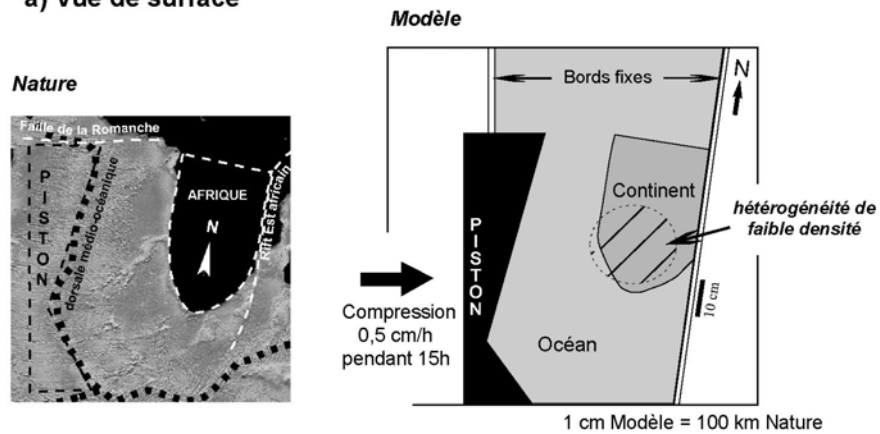 a) Vue de surface
Nature
Faille de la Romanche
PISTON
dorsale médio-océanique
AFRIQUE
N
Rift Est africain
Modèle
Bords fixes
N
PISTON
Continent
hétérogénéité de
faible densité
Compression
0,5 cm/h
pendant 15h
Océan
10 cm
1 cm Modèle = 100 km Nature